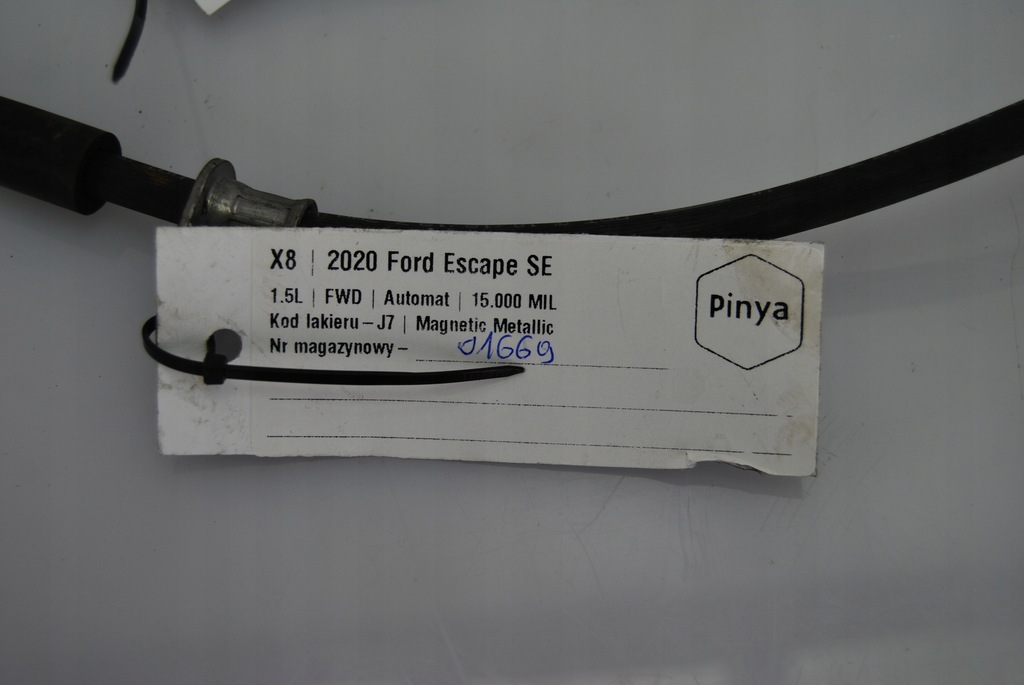 X8 | 2020 Ford Escape SE
1.5L | FWD | Automat | 15.000 MIL
Kod lakieru – J7 | Magnetic Metallic
Nr magazynowy – 01669
Pinya